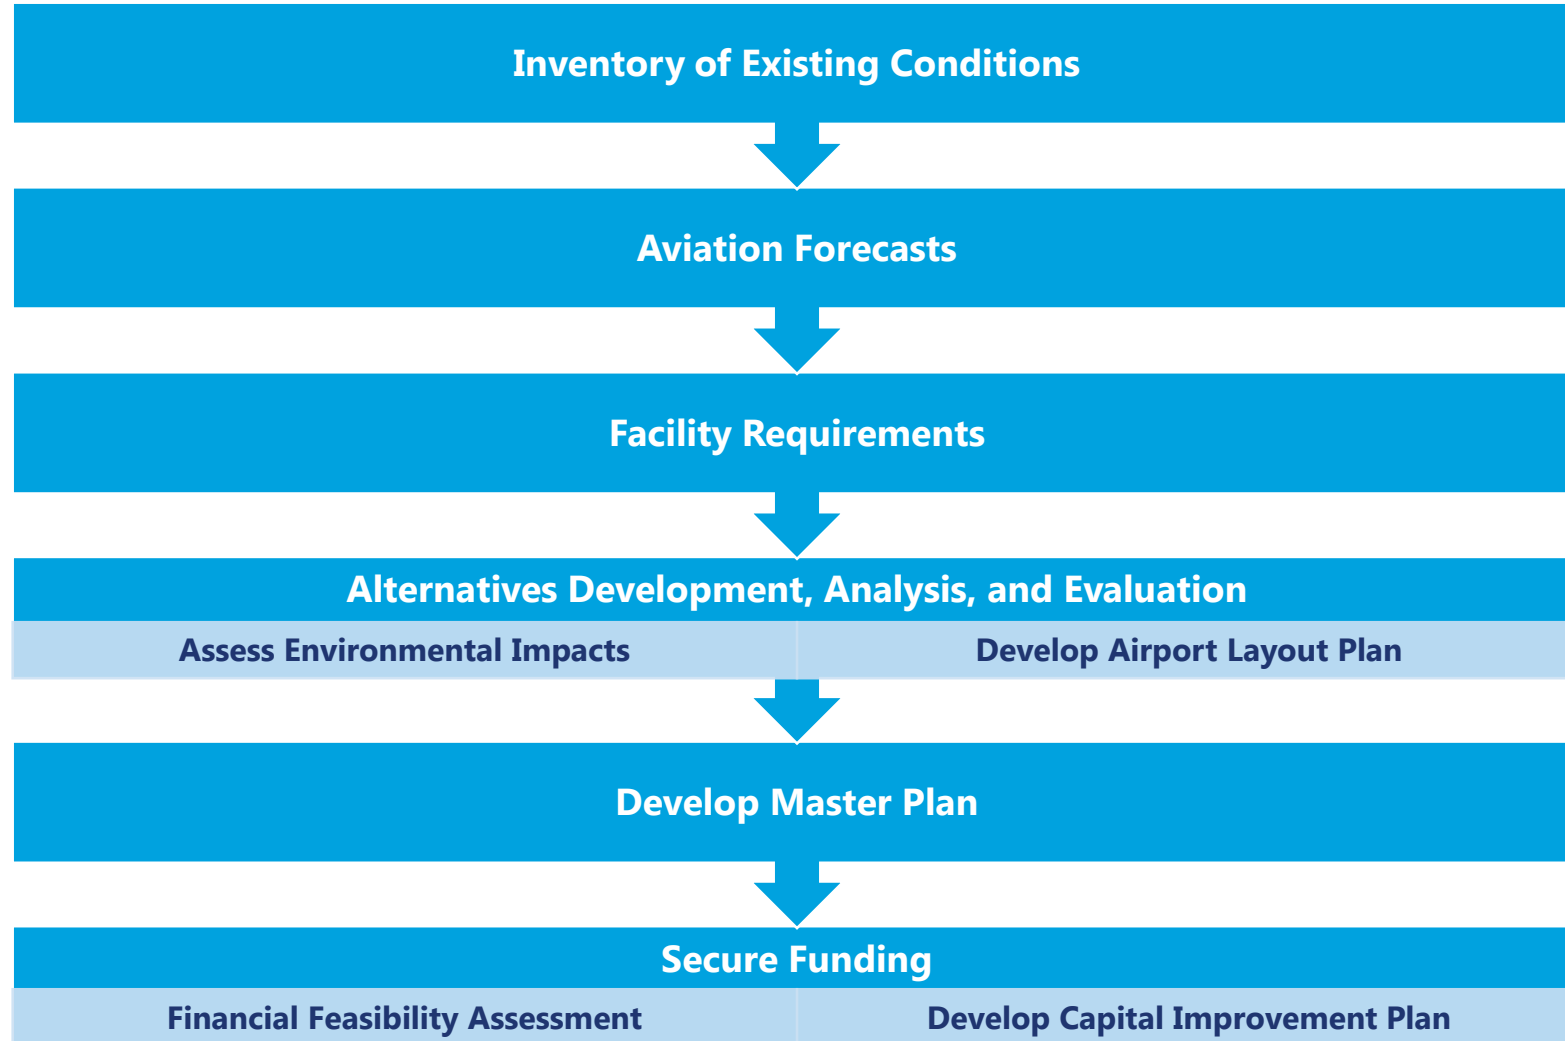 Inventory of Existing Conditions
Aviation Forecasts
Facility Requirements
Alternatives Development, Analysis, and Evaluation
Assess Environmental Impacts
Develop Airport Layout Plan
Develop Master Plan
Secure Funding
Financial Feasibility Assessment
Develop Capital Improvement Plan